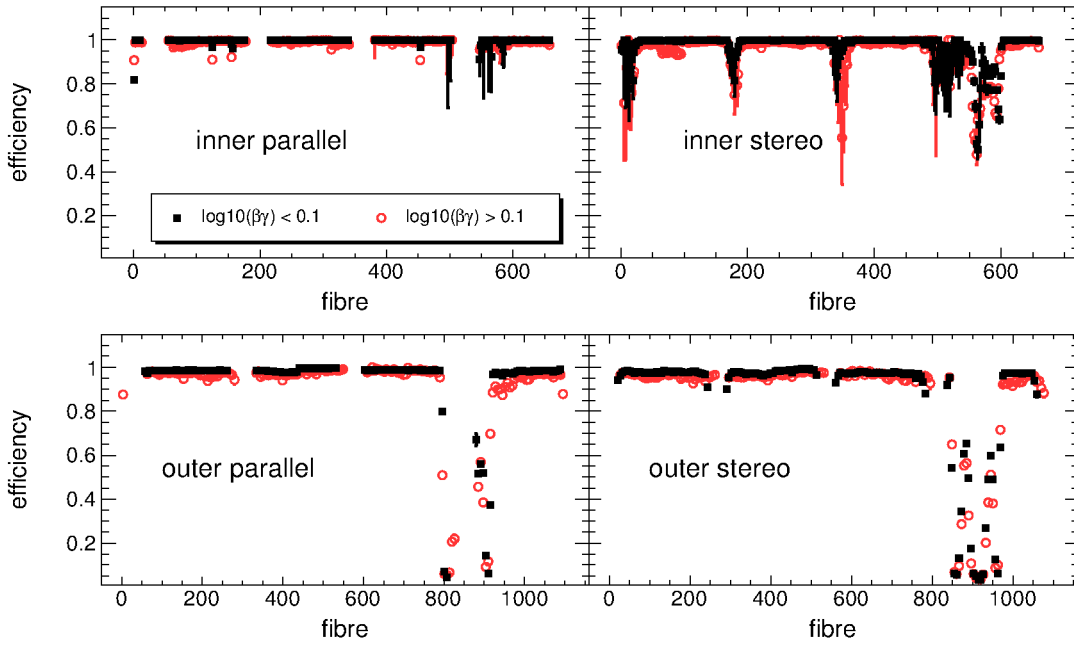 efficiency
1
0.8
0.6
0.4
0.2
inner parallel
inner stereo
log10(βγ) < 0.1
log10(βγ) > 0.1
0 200 400 600
0 200 400 600
fibre
fibre
efficiency
1
0.8
0.6
0.4
0.2
outer parallel
outer stereo
0 200 400 600 800 1000
0 200 400 600 800 1000
fibre
fibre